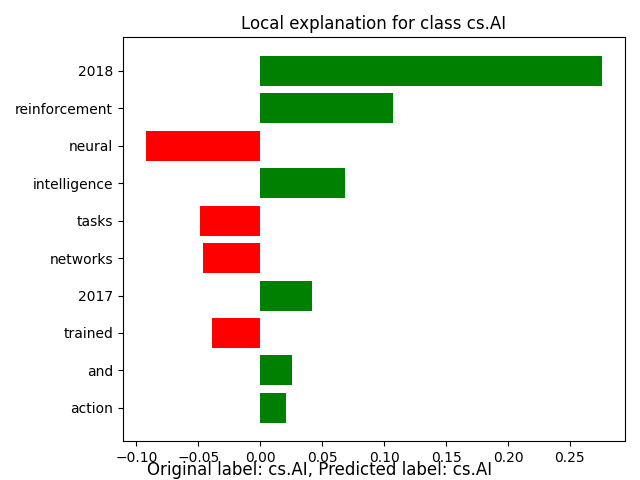 Local explanation for class cs.AI
2018
reinforcement
neural
intelligence
tasks
networks
2017
trained
and
action
−0.10 −0.05 0.00 0.05 0.10 0.15 0.20 0.25
Original label: cs.AI, Predicted label: cs.AI